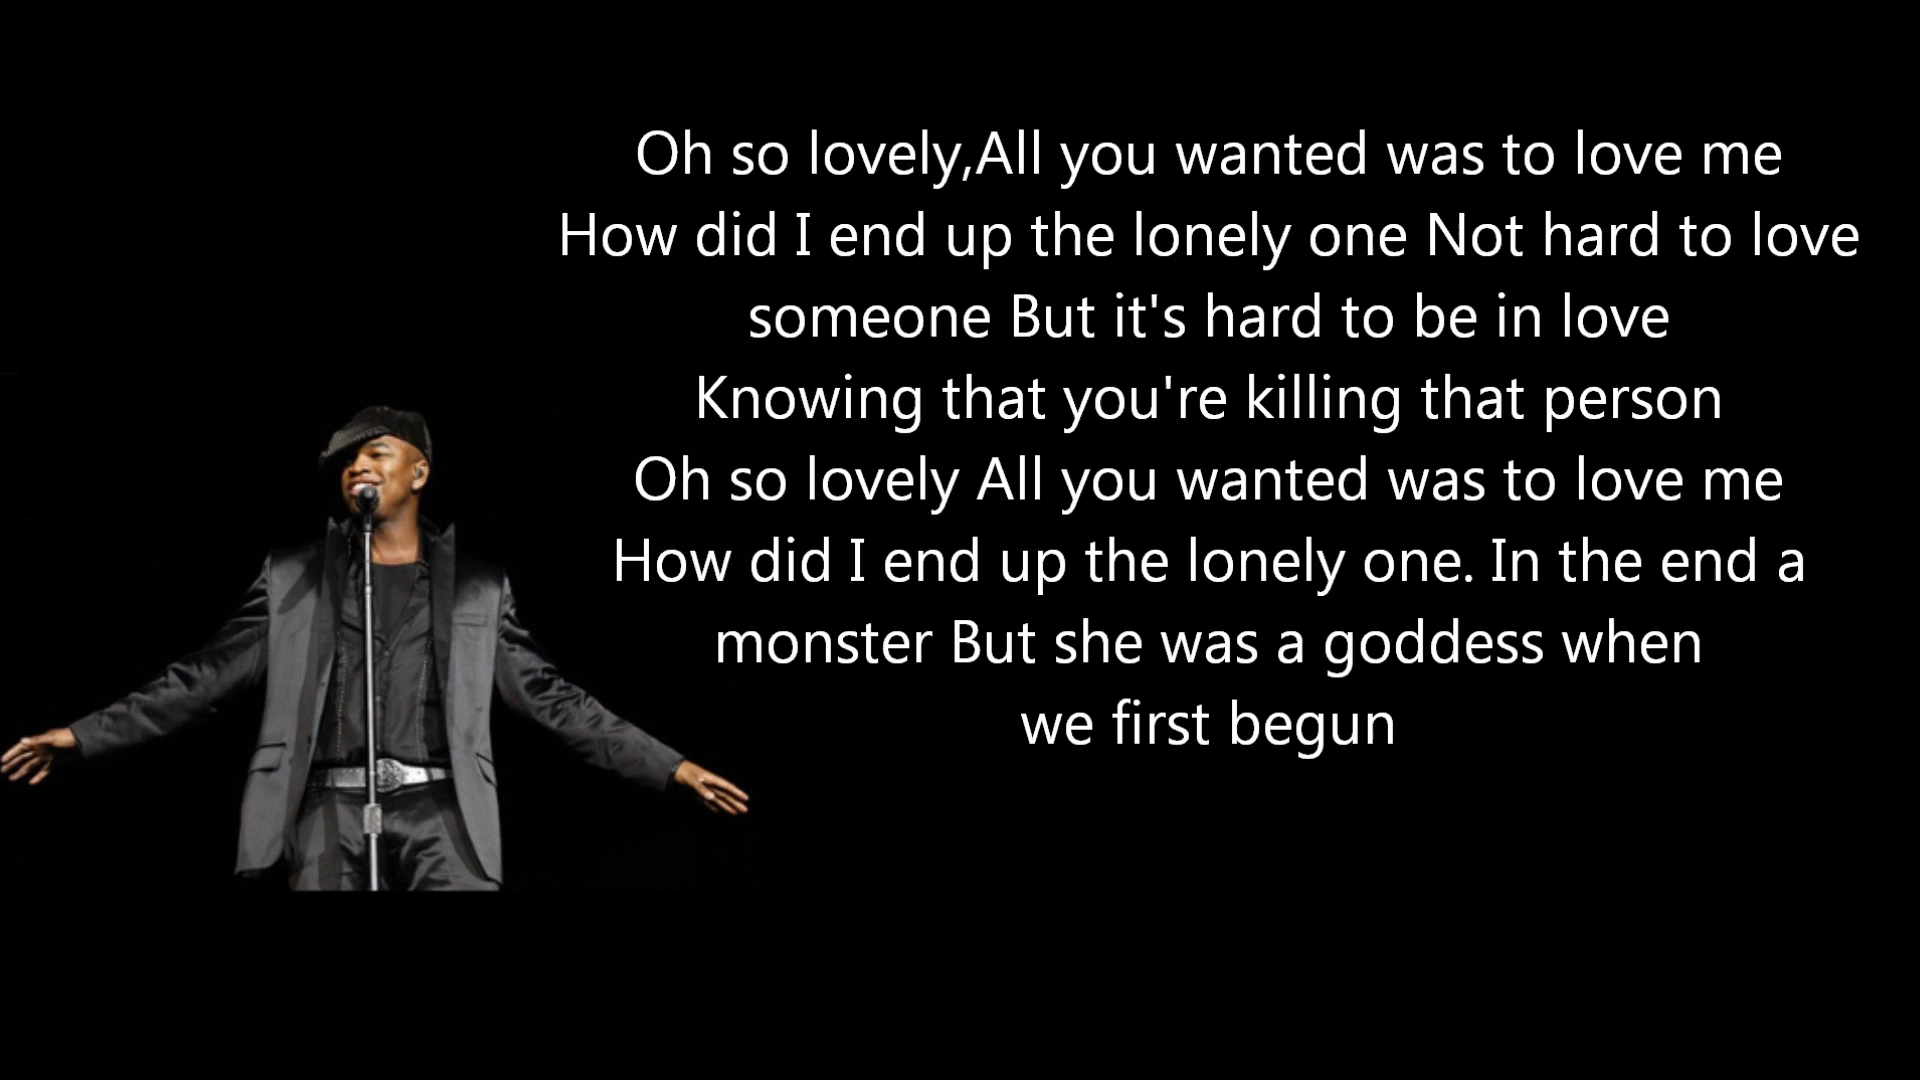 Oh so lovely,All you wanted was to love me
How did I end up the lonely one Not hard to love
someone But it's hard to be in love
Knowing that you're killing that person
Oh so lovely All you wanted was to love me
How did I end up the lonely one. In the end a
monster But she was a goddess when
we first begun